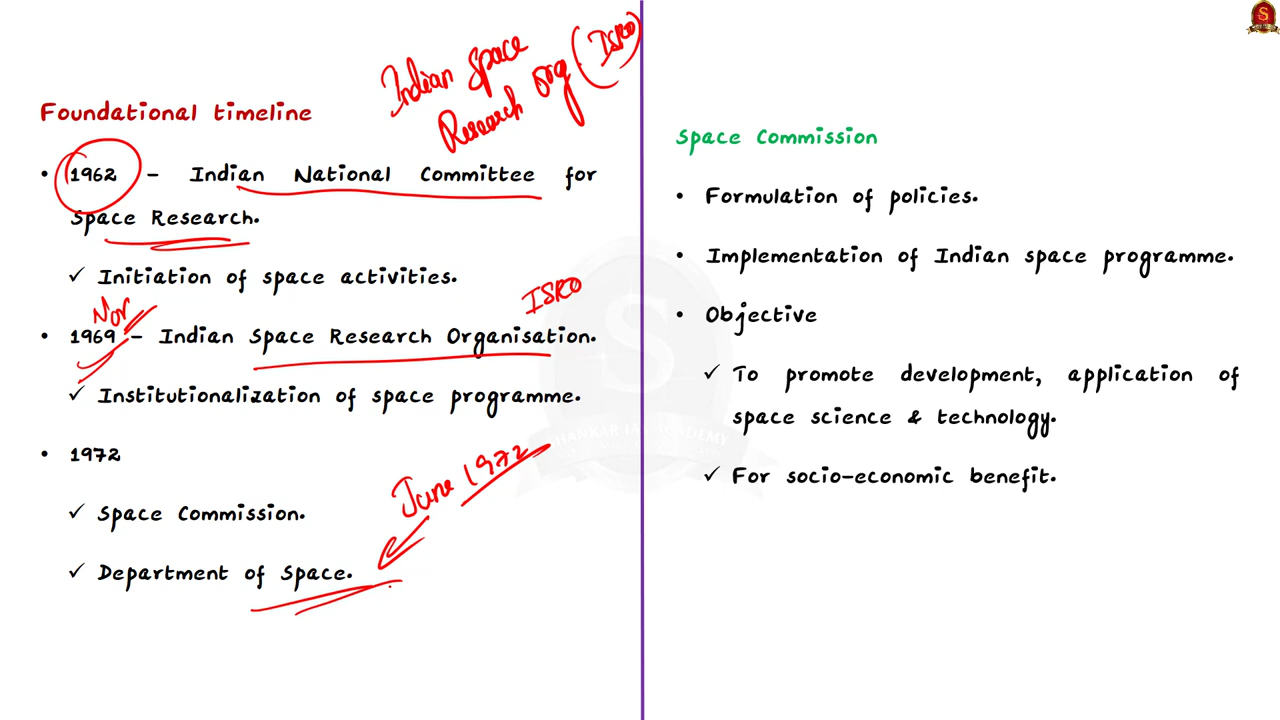 Indian Space
Research Org (ISRO)
Foundational timeline
• 1962 – Indian National Committee for
Space Research.
✓ Initiation of space activities.
Nov
ISRO
• 1969 – Indian Space Research Organisation.
✓ Institutionalization of space programme.
• 1972
June 1972
✓ Space Commission.
✓ Department of Space.
Space Commission
• Formulation of policies.
• Implementation of Indian space programme.
• Objective
✓ To promote development, application of
space science & technology.
✓ For socio-economic benefit.
S